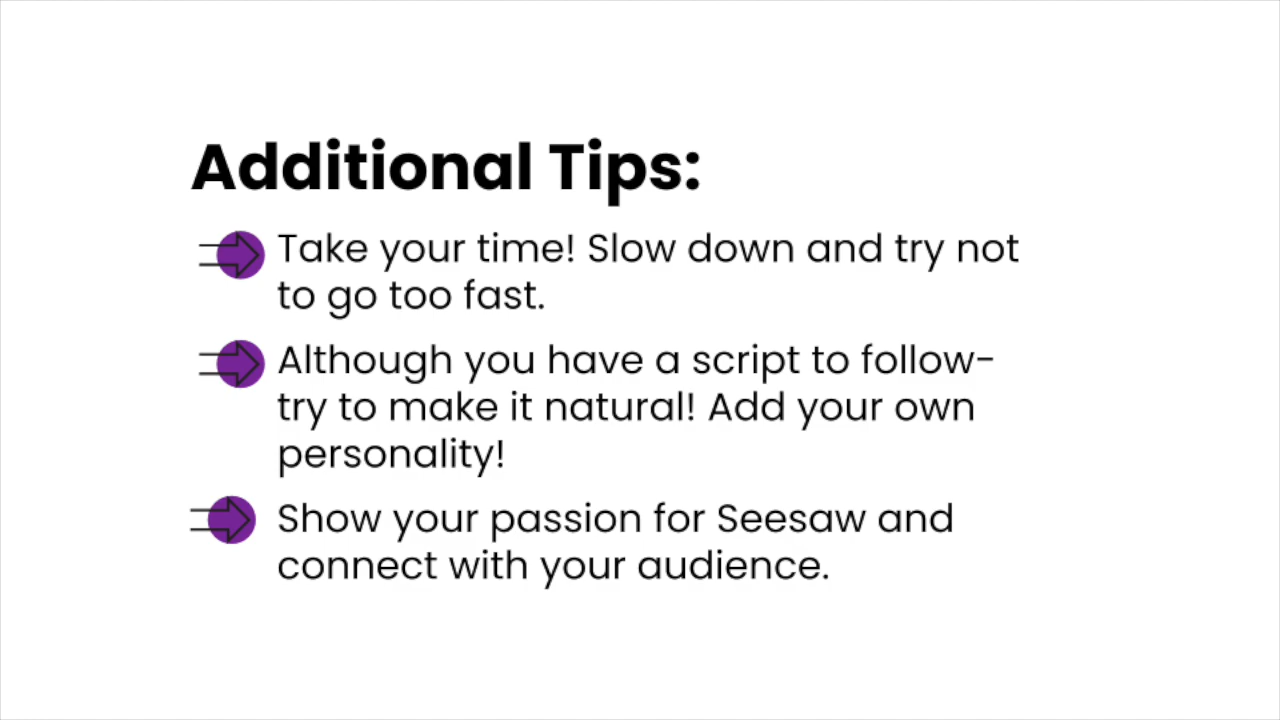 Additional Tips:
Take your time! Slow down and try not
to go too fast.
Although you have a script to follow-
try to make it natural! Add your own
personality!
Show your passion for Seesaw and
connect with your audience.